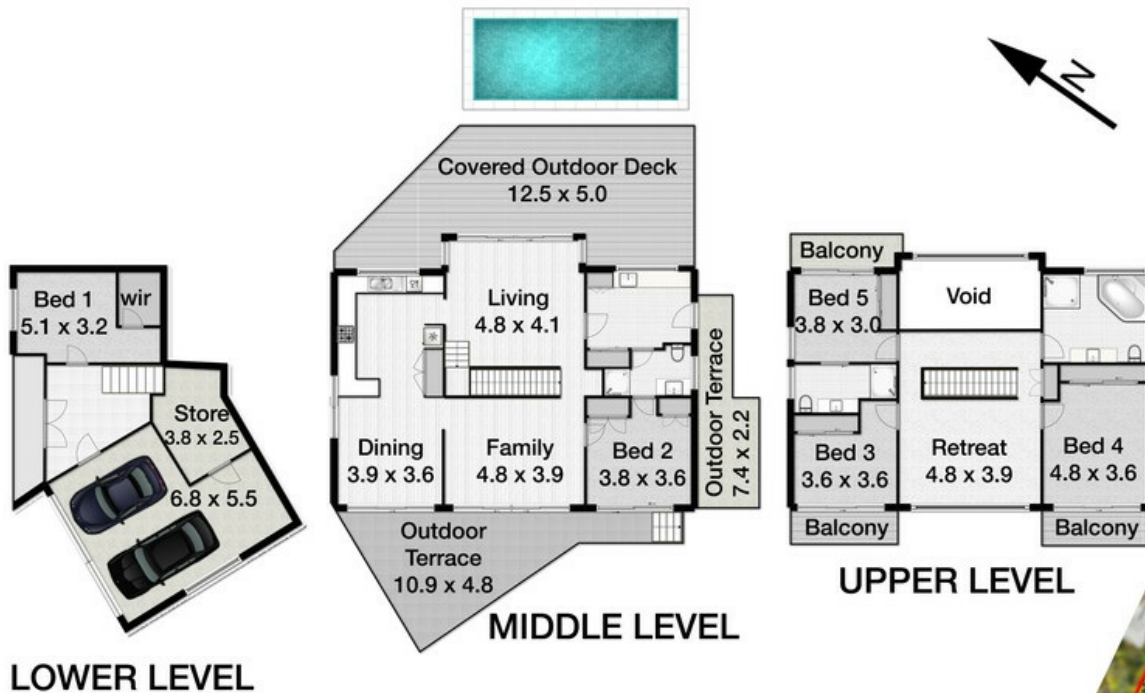 N
Covered Outdoor Deck
12.5 x 5.0
Bed 1
5.1 x 3.2
wir
Store
3.8 x 2.5
6.8 x 5.5
LOWER LEVEL
Living
4.8 x 4.1
Dining
3.9 x 3.6
Family
4.8 x 3.9
Bed 2
3.8 x 3.6
Outdoor Terrace
7.4 x 2.2
Outdoor
Terrace
10.9 x 4.8
MIDDLE LEVEL
Balcony
Bed 5
3.8 x 3.0
Void
Bed 3
3.6 x 3.6
Retreat
4.8 x 3.9
Bed 4
4.8 x 3.6
Balcony
Balcony
UPPER LEVEL